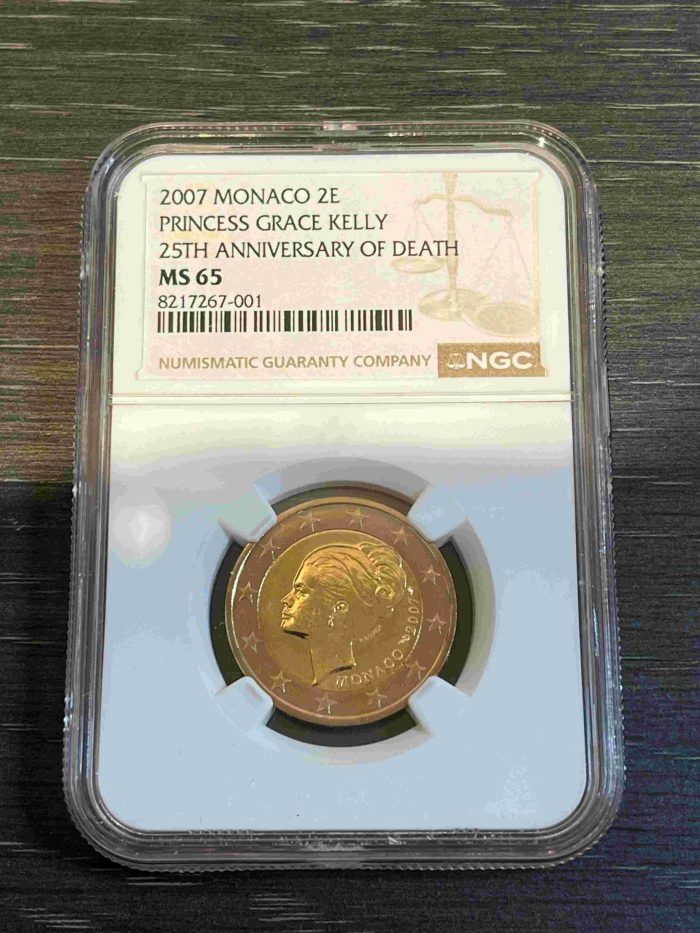 2007 MONACO 2E
PRINCESS GRACE KELLY
25TH ANNIVERSARY OF DEATH
MS 65
8217267-001
NUMISMATIC GUARANTY COMPANY NGC
MONACO 2007